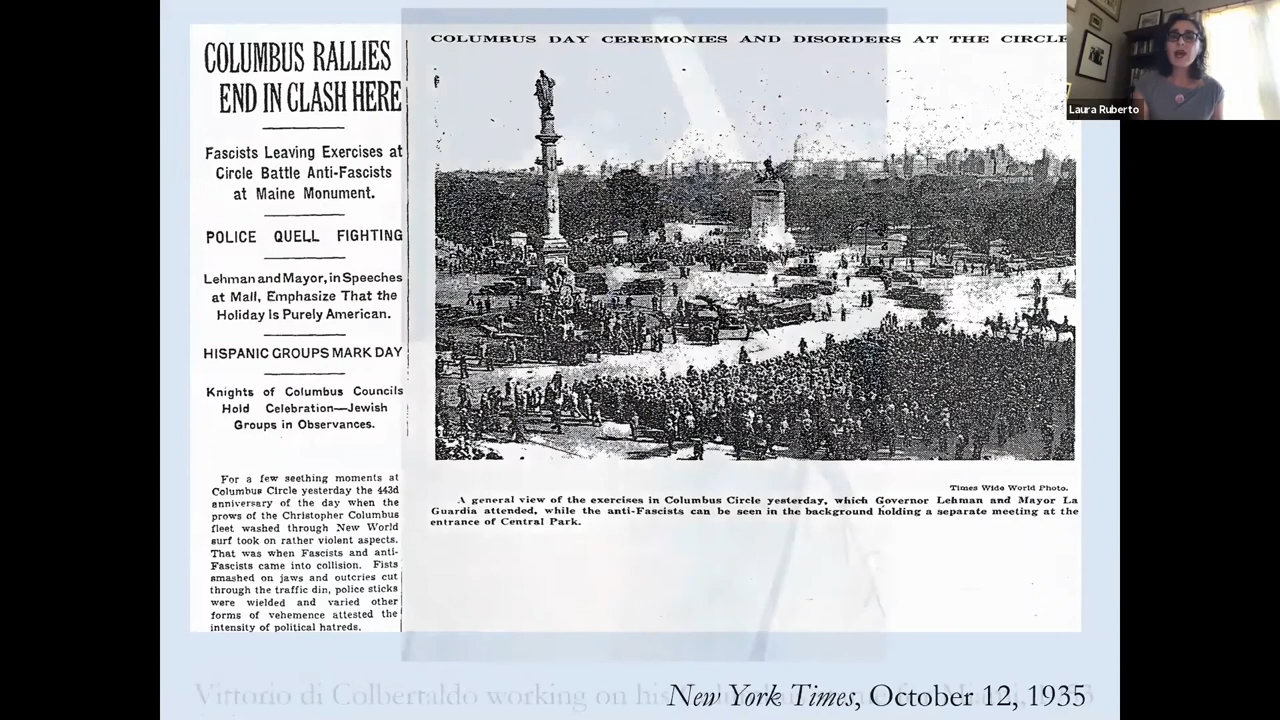 COLUMBUS RALLIES
END IN CLASH HERE
Fascists Leaving Exercises at
Circle Battle Anti-Fascists
at Maine Monument.
POLICE QUELL FIGHTING
Lehman and Mayor, in Speeches
at Mall, Emphasize That the
Holiday Is Purely American.
HISPANIC GROUPS MARK DAY
Knights of Columbus Councils
Hold Celebration—Jewish
Groups in Observances.
For a few seething moments at
Columbus Circle yesterday the 443d
anniversary of the day when the
prows of the Christopher Columbus
fleet washed through New World
surf took on rather violent aspects.
That was when Fascists and anti-
Fascists came into collision. Fists
smashed on jaws and outcries cut
through the traffic din, police sticks
were wielded and varied other
forms of vehemence attested the
intensity of political hatreds.
COLUMBUS DAY CEREMONIES AND DISORDERS AT THE CIRCLE
Times Wide World Photo.
A general view of the exercises in Columbus Circle yesterday, which Governor Lehman and Mayor La
Guardia attended, while the anti-Fascists can be seen in the background holding a separate meeting at the
entrance of Central Park.
Laura Ruberto
Vittorio di Colbertaldo working on his
New York Times, October 12, 1935